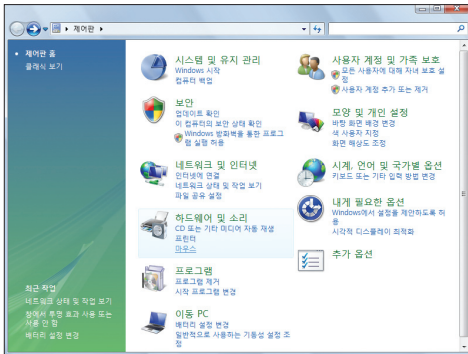 제어판
제어판 홈
클래식 보기
시스템 및 유지 관리
Windows 시작
컴퓨터 백업
보안
업데이트 확인
이 컴퓨터의 보안 상태 확인
Windows 방화벽을 통한 프로그
램 실행 허용
네트워크 및 인터넷
인터넷에 연결
네트워크 상태 및 작업 보기
파일 공유 설정
하드웨어 및 소리
CD 또는 기타 미디어 자동 재생
프린터
마우스
프로그램
프로그램 제거
시작 프로그램 변경
이동 PC
배터리 설정 변경
일반적으로 사용하는 기동성 설정 조
정
사용자 계정 및 가족 보호
모든 사용자에 대해 자녀 보호 설
정
사용자 계정 추가 또는 제거
모양 및 개인 설정
바탕 화면 배경 변경
색 사용자 지정
화면 해상도 조정
시계, 언어 및 국가별 옵션
키보드 또는 기타 입력 방법 변경
내게 필요한 옵션
Windows에서 설정을 제안하도록 허
용
시각적 디스플레이 최적화
추가 옵션
최근 작업
네트워크 상태 및 작업 보기
창에서 투명 효과 사용 또는
사용 안 함
배터리 설정 변경